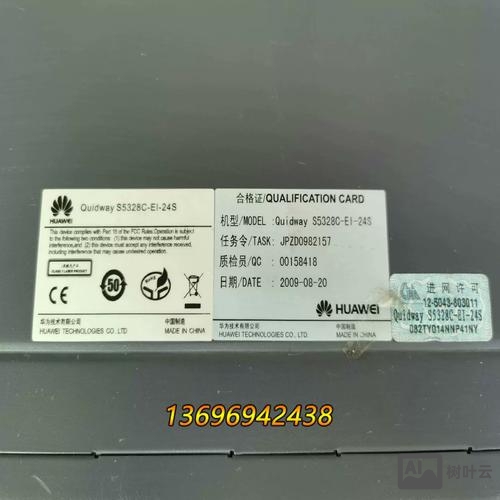 HUAWEI
Quidway S5328C-EI-24S
This device complies with Part 15 of the FCC Rules.Operation is subject
to the following two conditions:
(1) this device may not cause harmful
interference, and
(2) this device must accept any interference
received, including interference that may cause
undesired operation.
CLASS 1 LASER PRODUCT
50
CE
华为技术有限公司
HUAWEI TECHNOLOGIES CO.,LTD.
中国制造
MADE IN CHINA
合格证/QUALIFICATION CARD
机型/MODEL :Quidway S5328C-EI-24S
任务令/TASK: JPZD0982157
质检员/QC : 00158418
日期/DATE : 2009-08-20
HUAWEI
华为技术有限公司
HUAWEI TECHNOLOGIES CO., LTD.
中国制造
MADE IN CHINA
进网许可
12-5043-803011
Quidway S5328C-EI-24S
082TY014NNP41NY
13696942438
AI 树叶云